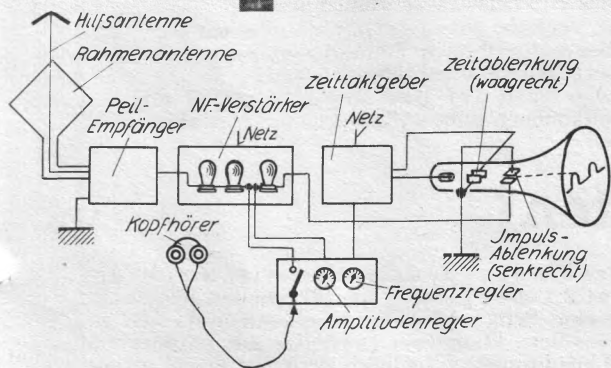 Hilfsantenne
Rahmenantenne
Peil-
Empfänger
NF-Verstärker
Netz
Zeittaktgeber
Netz
Zeitablenkung
(waagrecht)
Kopfhörer
Jmpuls-
Ablenkung
(senkrecht)
Frequenzregler
Amplitudenregler